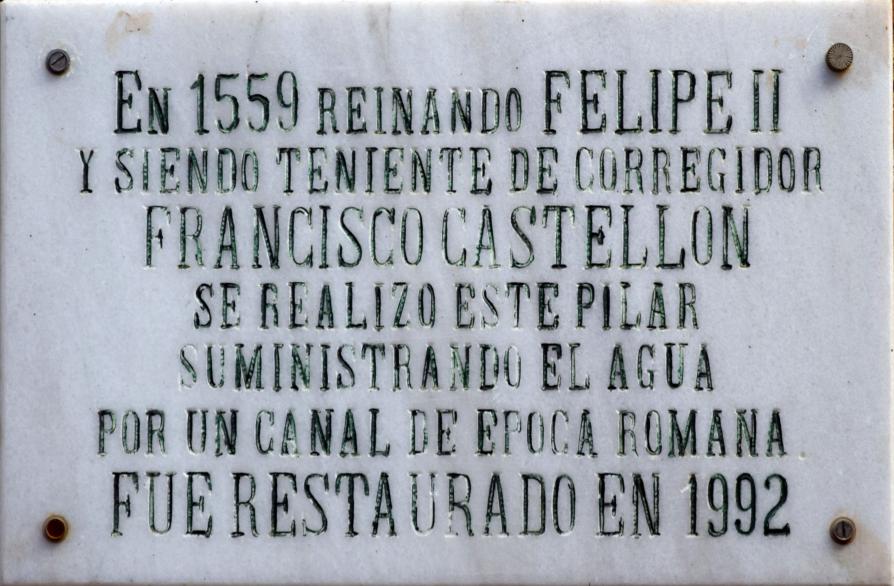 EN 1559 REINANDO FELIPE II
Y SIENDO TENIENTE DE CORREGIDOR
FRANCISCO CASTELLON
SE REALIZO ESTE PILAR
SUMINISTRANDO EL AGUA
POR UN CANAL DE EPOCA ROMANA
FUE RESTAURADO EN 1992